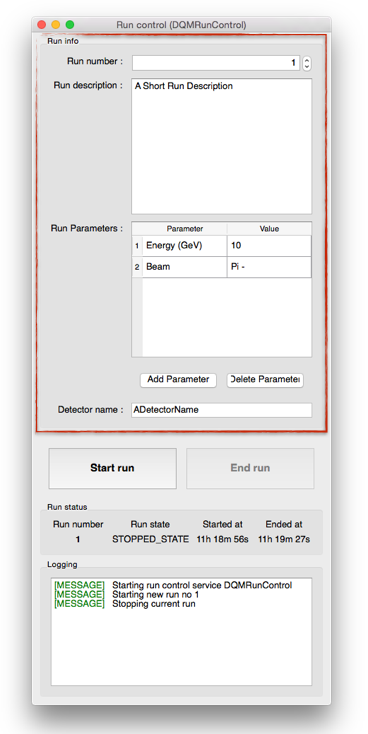 Run control (DQMRunControl)
Run info
Run number : 1
Run description : A Short Run Description
Run Parameters : Parameter Value
1 Energy (GeV) 10
2 Beam Pi -
Add Parameter Delete Parameter
Detector name : ADetectorName
Start run End run
Run status
Run number Run state Started at Ended at
1 STOPPED_STATE 11h 18m 56s 11h 19m 27s
Logging
[MESSAGE] Starting run control service DQMRunControl
[MESSAGE] Starting new run no 1
[MESSAGE] Stopping current run